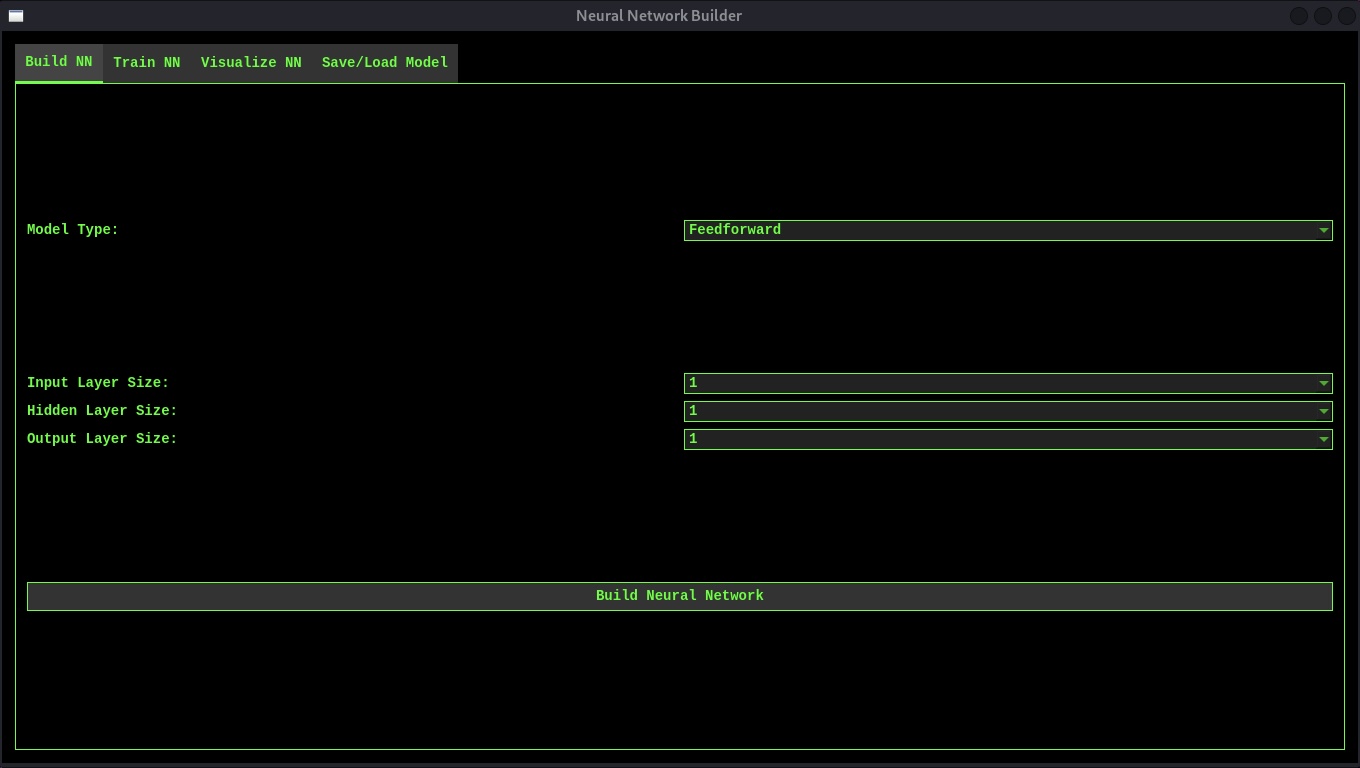 Neural Network Builder
Build NN Train NN Visualize NN Save/Load Model
Model Type: Feedforward
Input Layer Size: 1
Hidden Layer Size: 1
Output Layer Size: 1
Build Neural Network